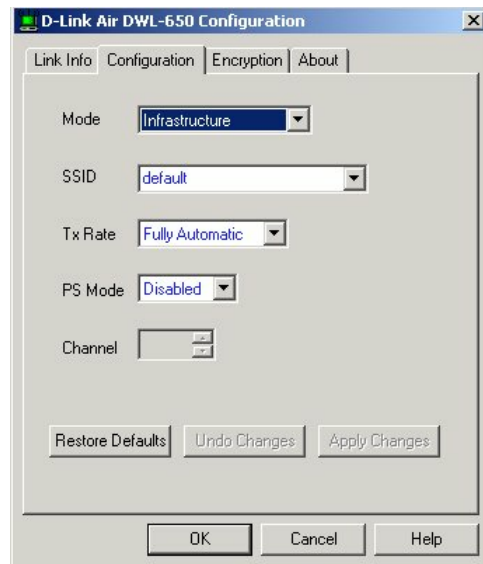 D-Link Air DWL-650 Configuration
Link Info Configuration Encryption About
Mode Infrastructure
SSID default
Tx Rate Fully Automatic
PS Mode Disabled
Channel
Restore Defaults Undo Changes Apply Changes
OK Cancel Help